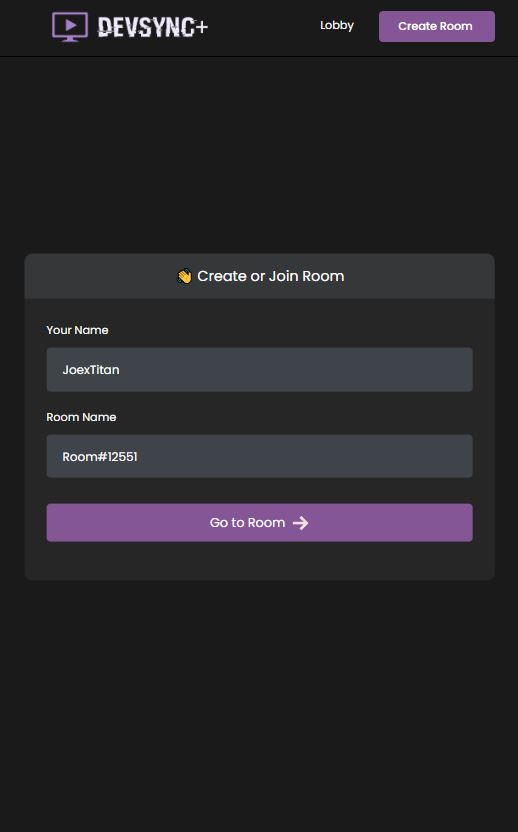 DEVSYNC+
Lobby
Create Room
👋 Create or Join Room
Your Name
JoexTitan
Room Name
Room#12551
Go to Room →